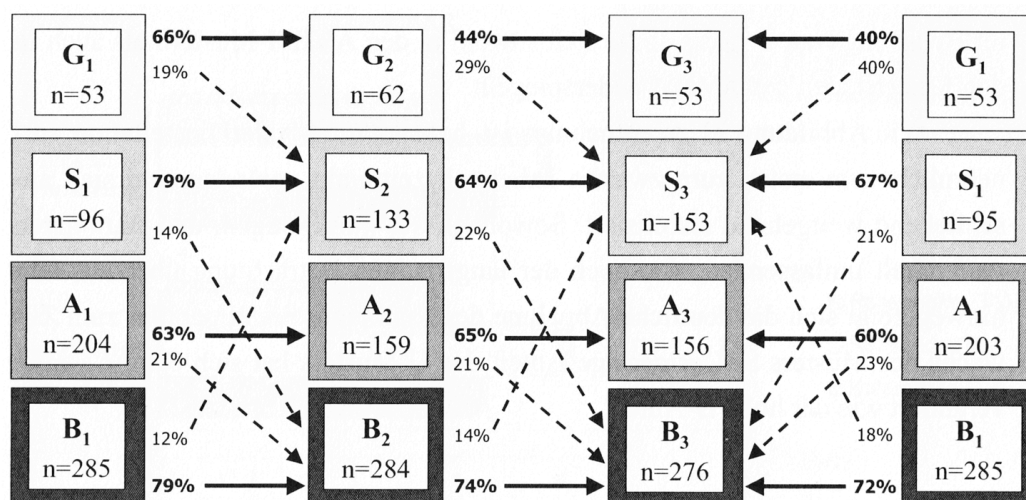 66% 44% 40%
G₁ G₂ G₃ G₁
19% 29% 40%
n=53 n=62 n=53 n=53
S₁ S₂ S₃ S₁
79% 64% 67%
n=96 n=133 n=153 n=95
14% 22% 21%
A₁ A₂ A₃ A₁
63% 65% 60%
n=204 n=159 n=156 n=203
21% 21% 23%
B₁ B₂ B₃ B₁
12% 14% 18%
n=285 n=284 n=276 n=285
79% 74% 72%